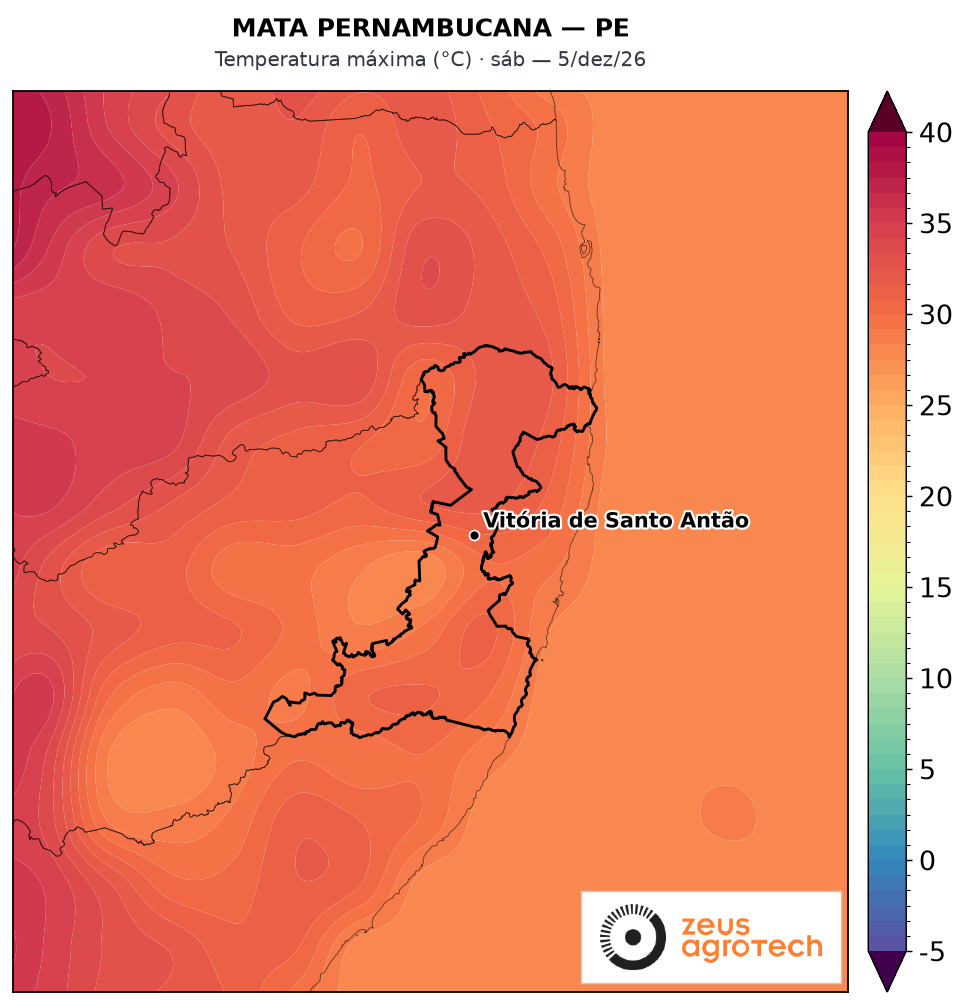 MATA PERNAMBUCANA — PE
Temperatura máxima (°C) · sáb — 5/dez/26
40
35
30
25
20
15
10
5
0
-5
Vitória de Santo Antão
zeus
agrotech